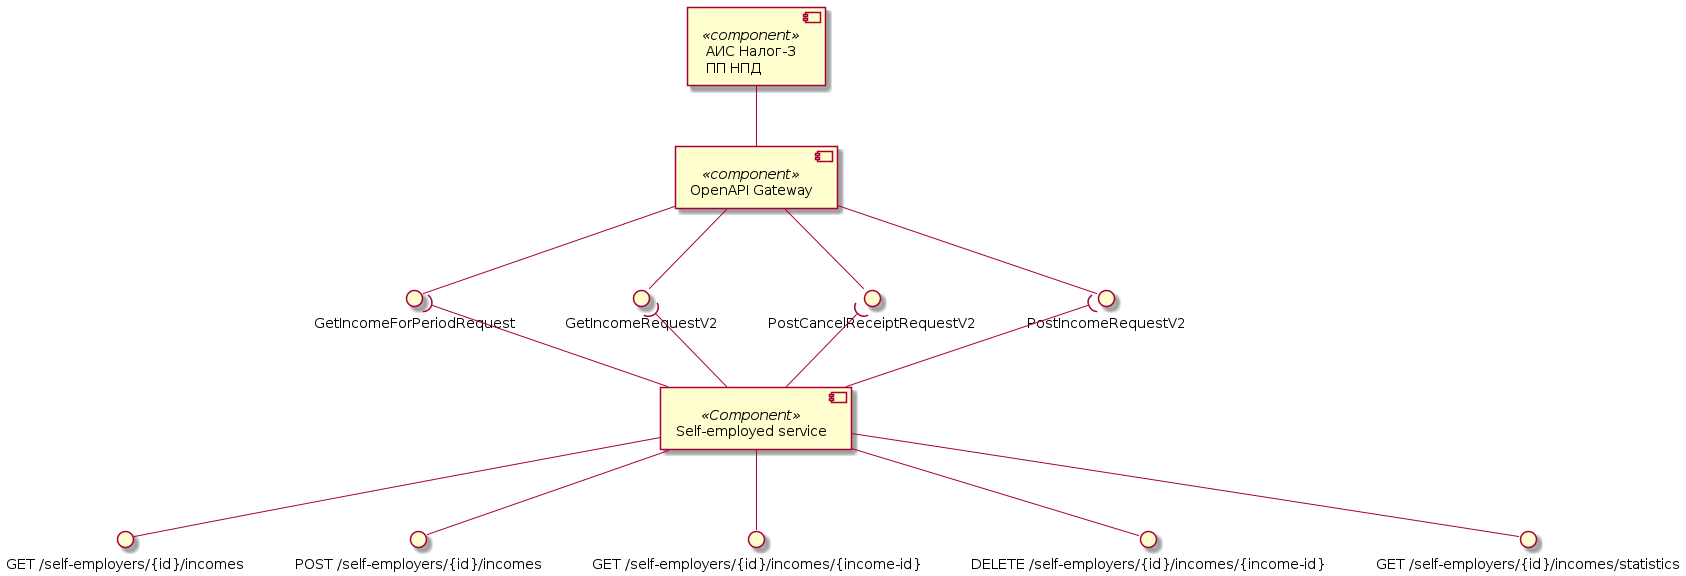 «component»
АИС Налог-3
ПП НПД
«component»
OpenAPI Gateway
GetIncomeForPeriodRequest
GetIncomeRequestV2
PostCancelReceiptRequestV2
PostIncomeRequestV2
«Component»
Self-employed service
GET /self-employers/{id}/incomes
POST /self-employers/{id}/incomes
GET /self-employers/{id}/incomes/{income-id}
DELETE /self-employers/{id}/incomes/{income-id}
GET /self-employers/{id}/incomes/statistics